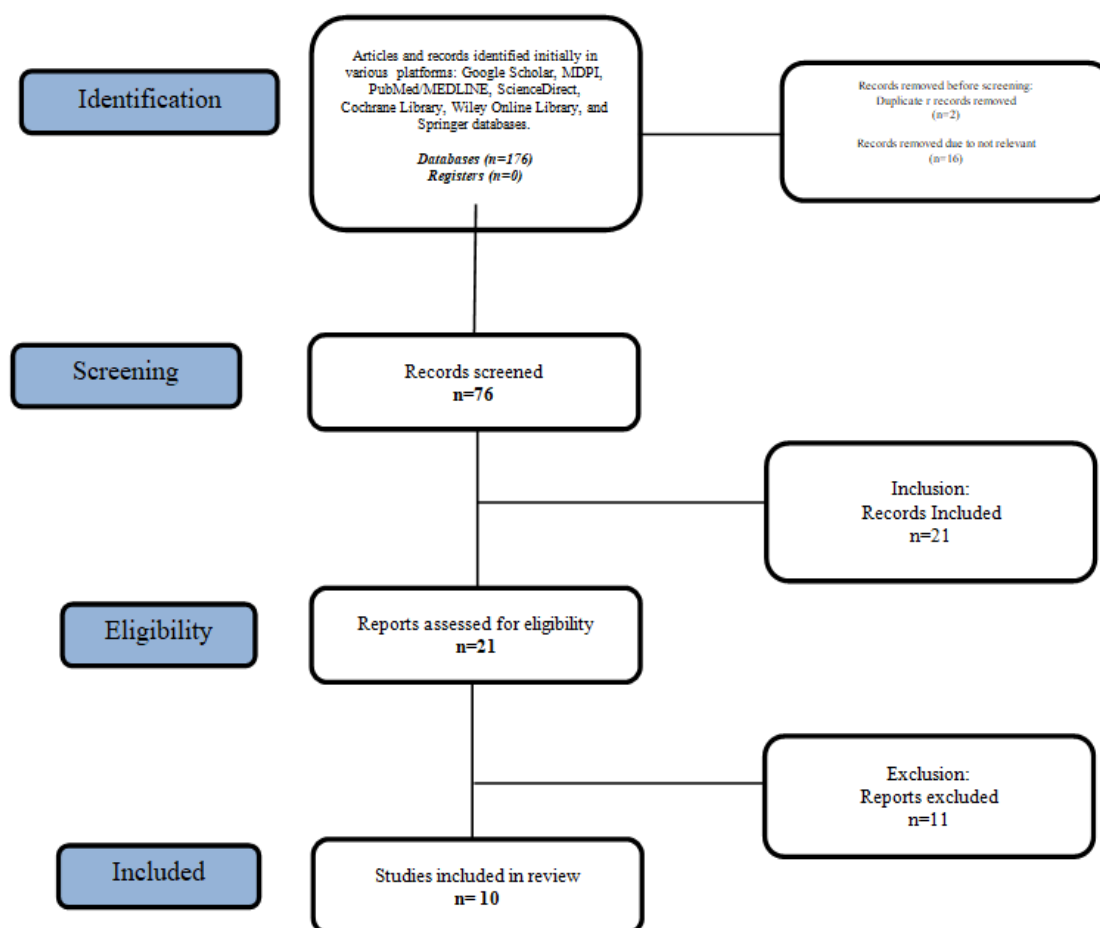 Identification
Articles and records identified initially in
various platforms: Google Scholar, MDPI,
PubMed/MEDLINE, ScienceDirect,
Cochrane Library, Wiley Online Library, and
Springer databases.
Databases (n=176)
Registers (n=0)
Records removed before screening:
Duplicate r records removed
(n=2)
Records removed due to not relevant
(n=16)
Screening
Records screened
n=76
Inclusion:
Records Included
n=21
Eligibility
Reports assessed for eligibility
n=21
Exclusion:
Reports excluded
n=11
Included
Studies included in review
n= 10